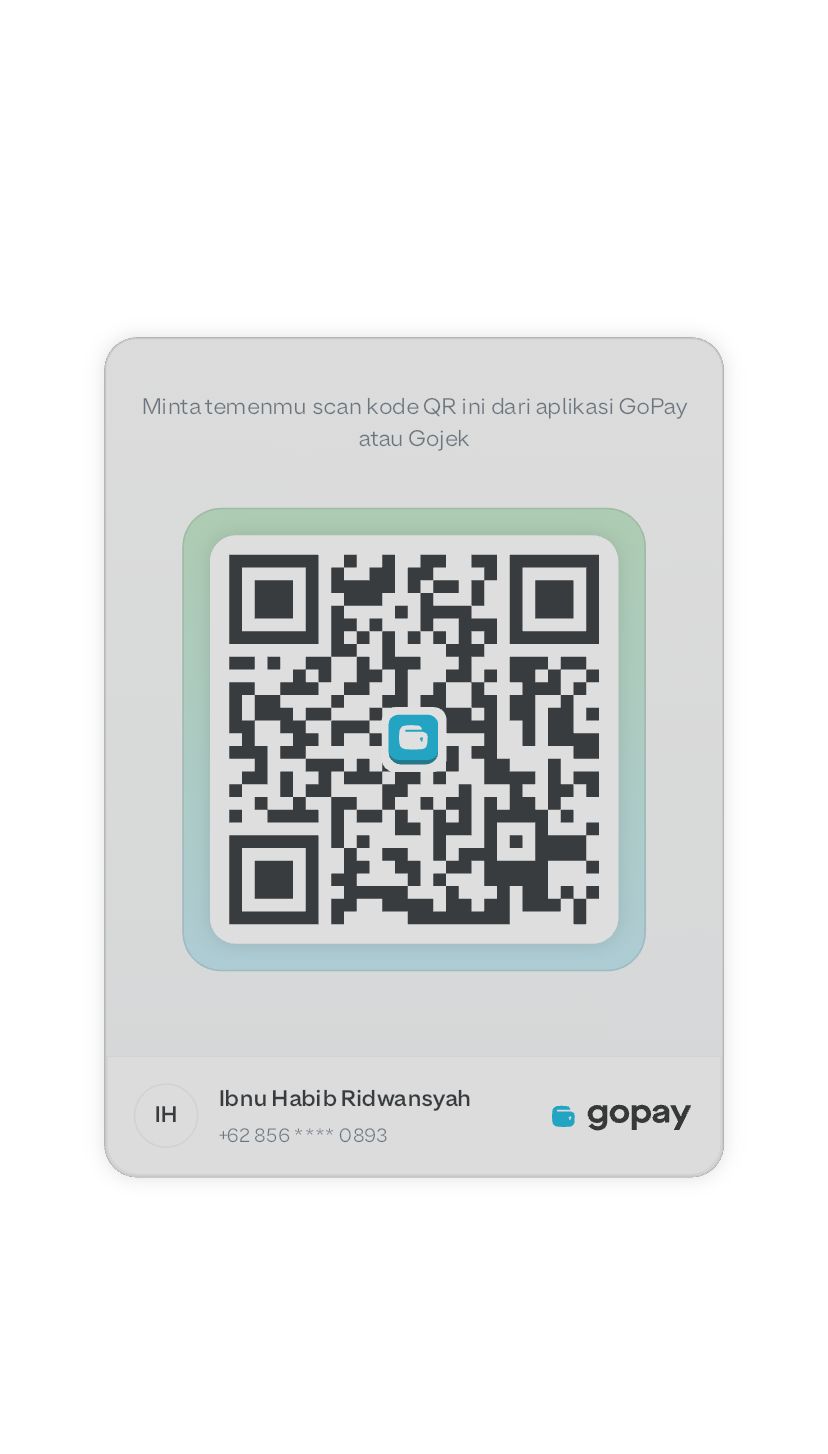 Minta temenmu scan kode QR ini dari aplikasi GoPay
atau Gojek
IH
Ibnu Habib Ridwansyah
+62 856 **** 0893
gopay